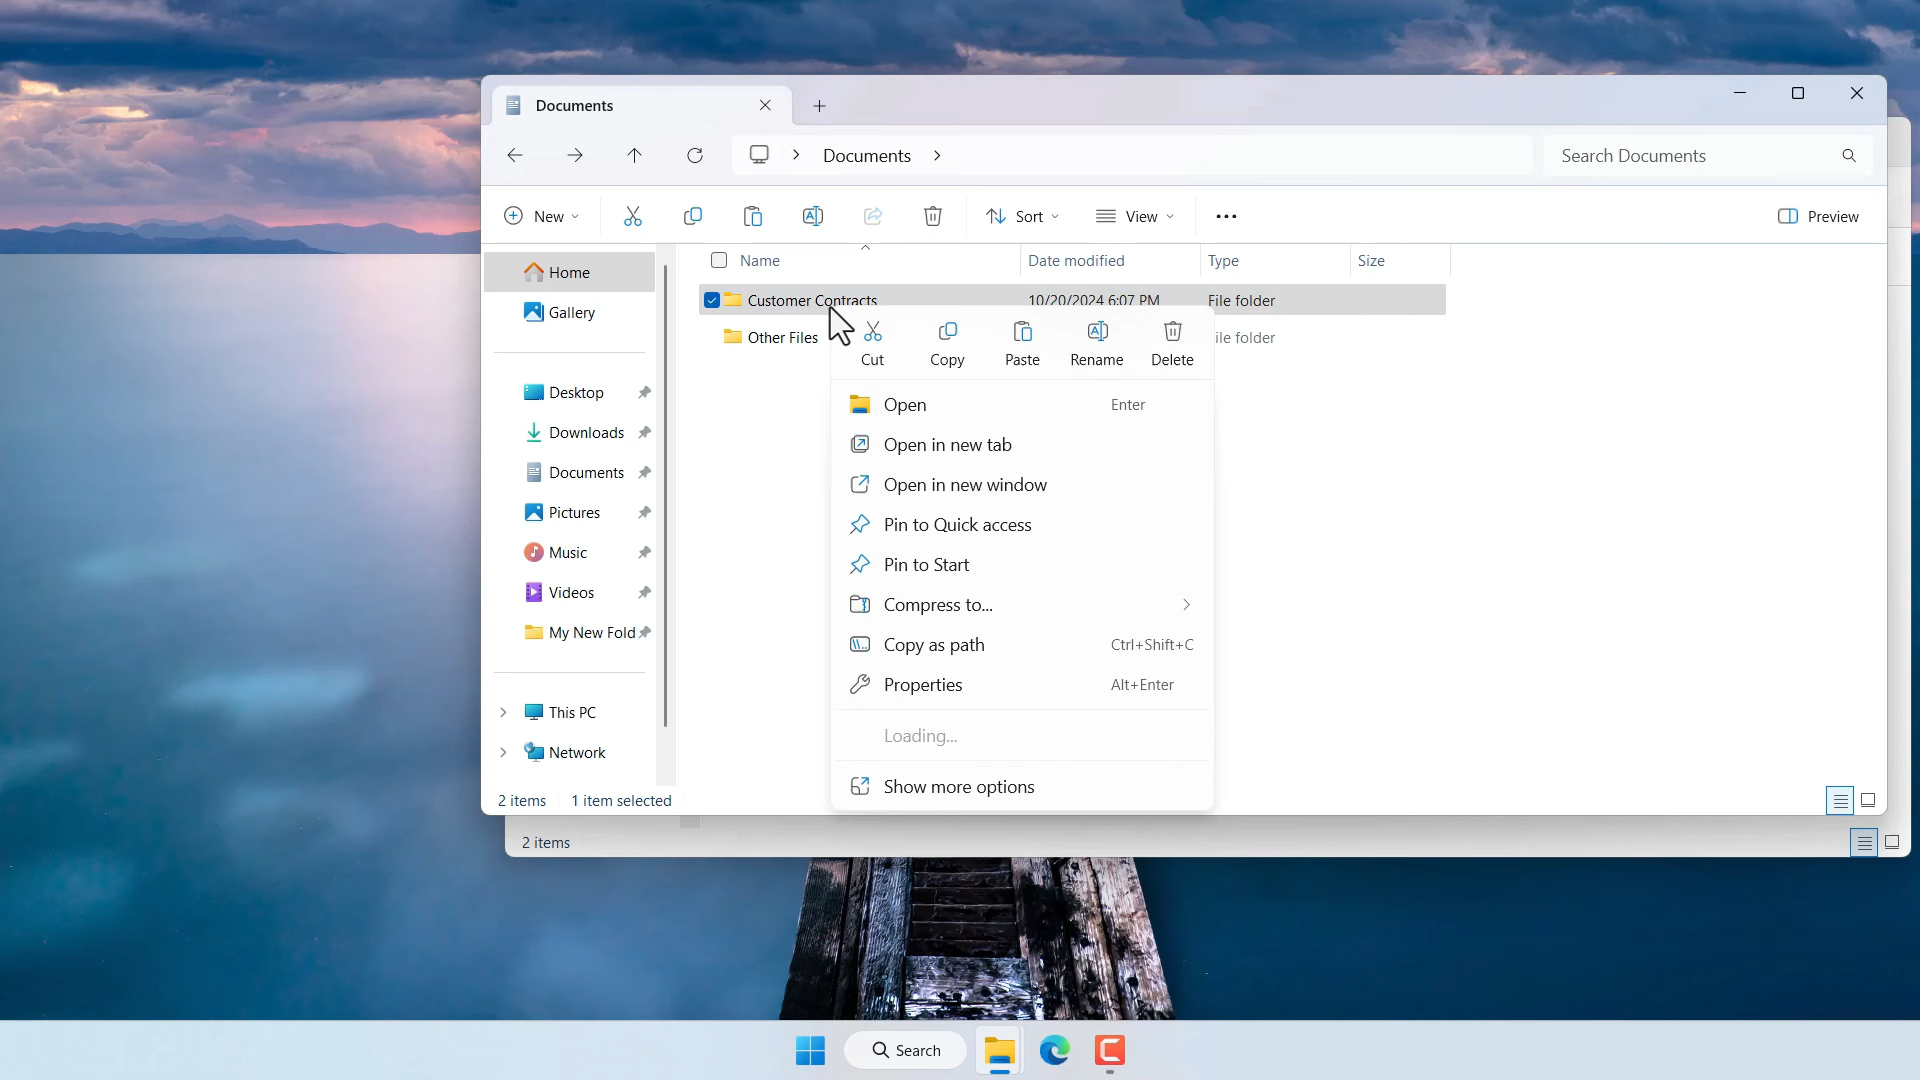 Documents
Documents
Search Documents
New
Sort
View
Preview
Home
Gallery
Desktop
Downloads
Documents
Pictures
Music
Videos
My New Fold
This PC
Network
Name
Date modified
Type
Size
Customer Contracts
10/20/2024 6:07 PM
File folder
Other Files
ile folder
Cut
Copy
Paste
Rename
Delete
Open
Enter
Open in new tab
Open in new window
Pin to Quick access
Pin to Start
Compress to...
Copy as path
Ctrl+Shift+C
Properties
Alt+Enter
Loading...
Show more options
2 items
1 item selected
2 items
Search